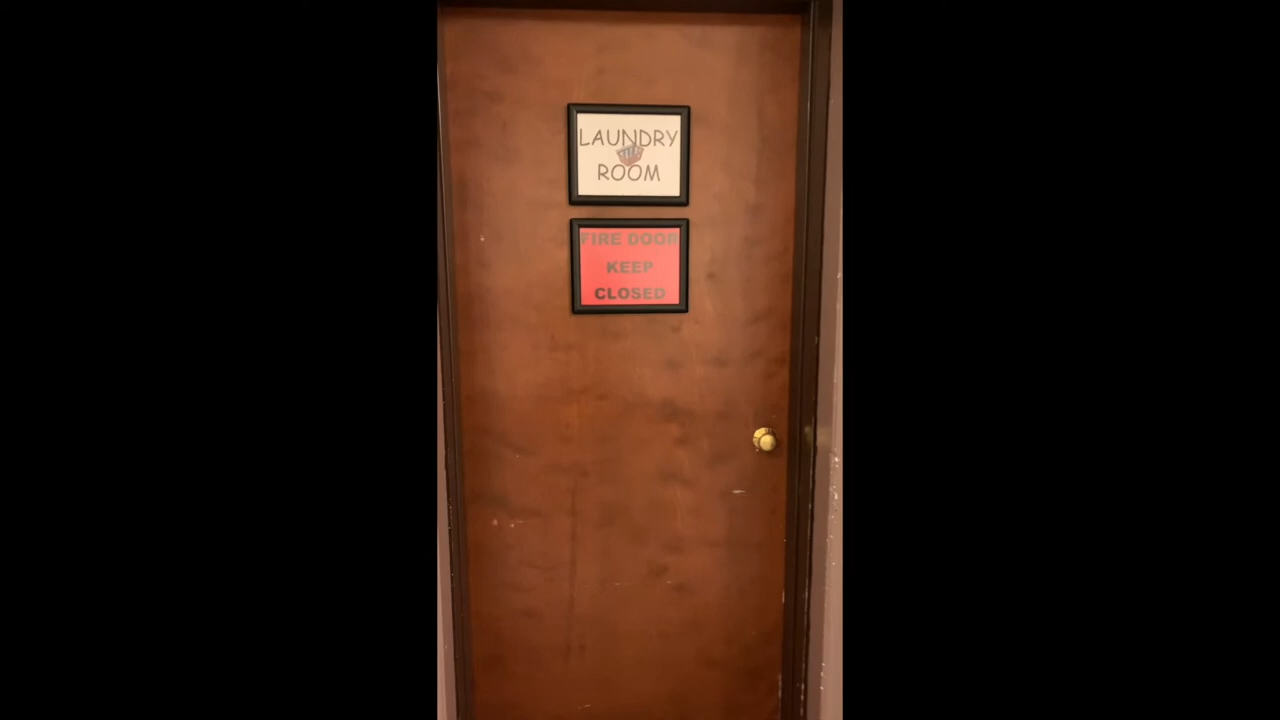 LAUNDRY
ROOM
FIRE DOOR
KEEP
CLOSED